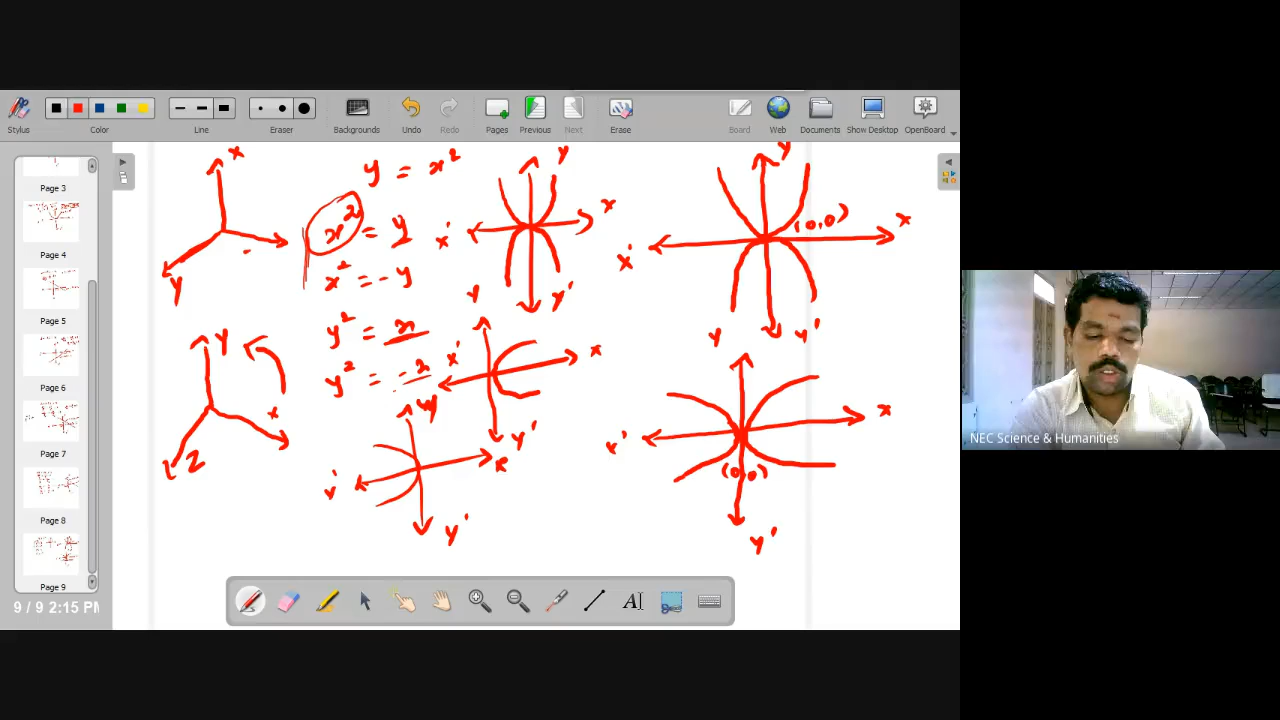 Stylus
Color
Line
Eraser
Backgrounds
Undo
Redo
Pages
Previous
Next
Erase
Board
Web
Documents
Show Desktop
OpenBoard
Page 3
Page 4
Page 5
Page 6
Page 7
Page 8
Page 9
9 / 9 2:15 PM
x
y
y = x²
x² = y
x² = -y
y² = x
y² = -x
y
x
x'
y'
y
x
x'
y'
(0,0)
y
x
z
y
x
x'
y'
y
x
x'
y'
y
x
x'
y'
(0,0)
NEC Science & Humanities